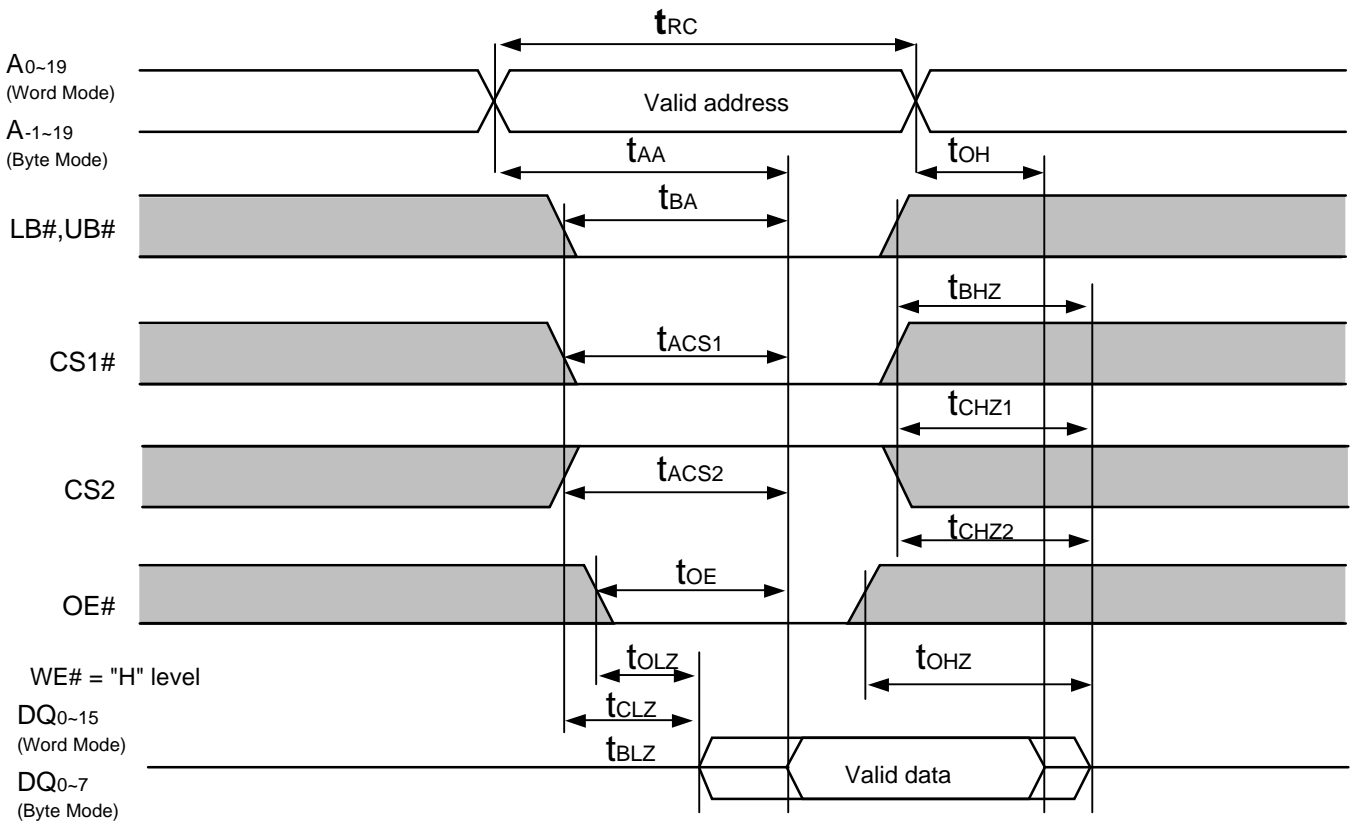 tRC
A0~19
(Word Mode)
Valid address
A-1~19
(Byte Mode)
tAA
tOH
tBA
LB#,UB#
tBHZ
tACS1
CS1#
tCHZ1
tACS2
CS2
tCHZ2
tOE
OE#
tOLZ
tOHZ
WE# = "H" level
tCLZ
DQ0~15
(Word Mode)
tBLZ
Valid data
DQ0~7
(Byte Mode)